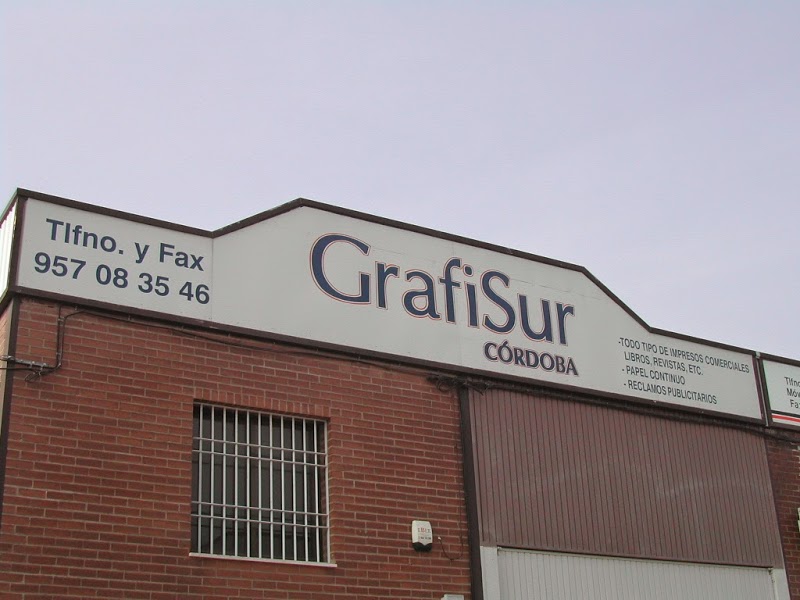 Tlfno. y Fax
957 08 35 46
GrafiSur
CÓRDOBA
-TODO TIPO DE IMPRESOS COMERCIALES
LIBROS, REVISTAS, ETC.
- PAPEL CONTINUO
- RECLAMOS PUBLICITARIOS